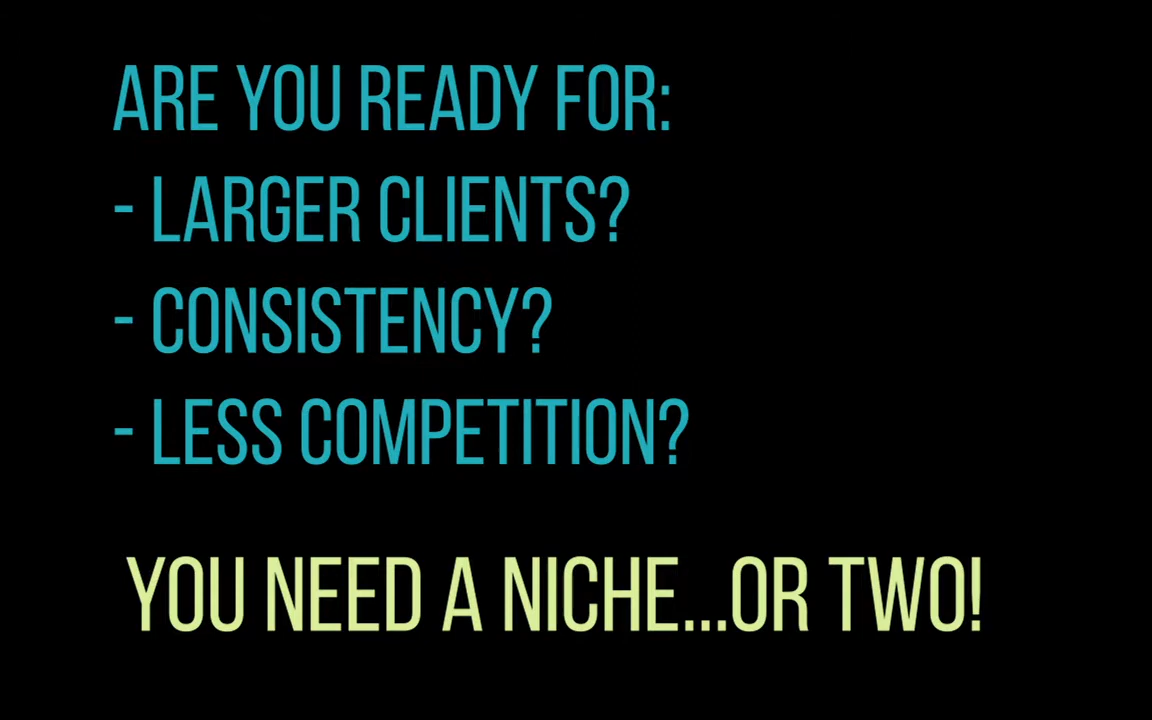 ARE YOU READY FOR:
- LARGER CLIENTS?
- CONSISTENCY?
- LESS COMPETITION?
YOU NEED A NICHE...OR TWO!